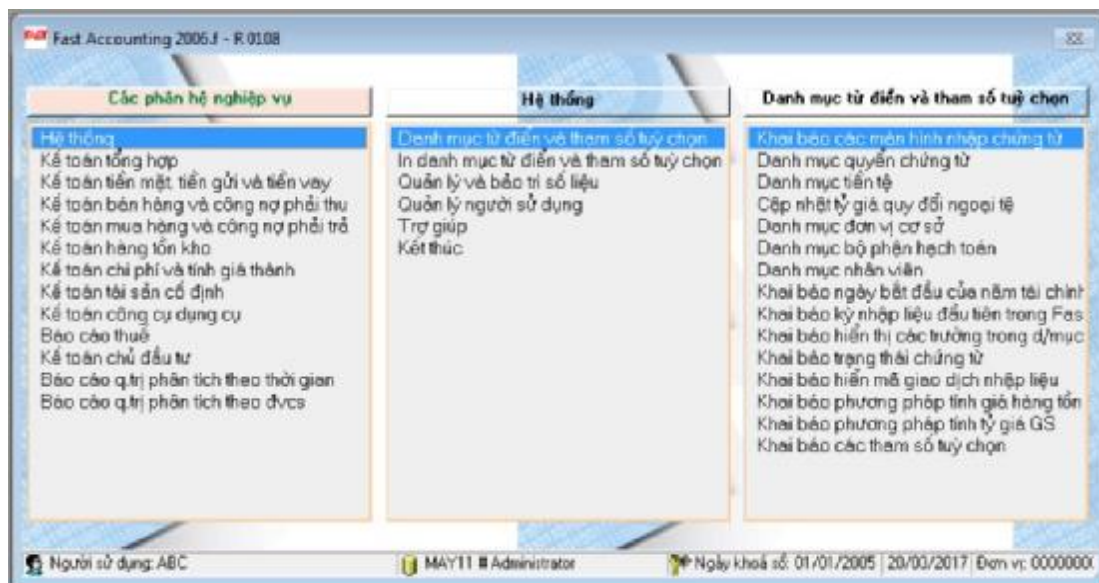 Fast Accounting 2006.f - R 0108
Các phân hệ nghiệp vụ
Hệ thống
Kế toán tổng hợp
Kế toán tiền mặt, tiền gửi và tiền vay
Kế toán bán hàng và công nợ phải thu
Kế toán mua hàng và công nợ phải trả
Kế toán hàng tồn kho
Kế toán chi phí và tính giá thành
Kế toán tài sản cố định
Kế toán công cụ dụng cụ
Báo cáo thuế
Kế toán chủ đầu tư
Báo cáo q.trị phân tích theo thời gian
Báo cáo q.trị phân tích theo đvcs
Hệ thống
Danh mục từ điển và tham số tuỳ chọn
In danh mục từ điển và tham số tuỳ chọn
Quản lý và bảo trì số liệu
Quản lý người sử dụng
Trợ giúp
Kết thúc
Danh mục từ điển và tham số tuỳ chọn
Khai báo các màn hình nhập chứng từ
Danh mục quyển chứng từ
Danh mục tiền tệ
Cập nhật tỷ giá quy đổi ngoại tệ
Danh mục đơn vị cơ sở
Danh mục bộ phận hạch toán
Danh mục nhân viên
Khai báo ngày bắt đầu của năm tài chính
Khai báo kỳ nhập liệu đầu tiên trong Fas
Khai báo hiển thị các trường trong d/mục
Khai báo trạng thái chứng từ
Khai báo hiển mã giao dịch nhập liệu
Khai báo phương pháp tính giá hàng tồn
Khai báo phương pháp tính tỷ giá GS
Khai báo các tham số tuỳ chọn
Người sử dụng: ABC
MAY11 # Administrator
Ngày khoá sổ: 01/01/2005 | 20/03/2017 | Đơn vị: 0000000